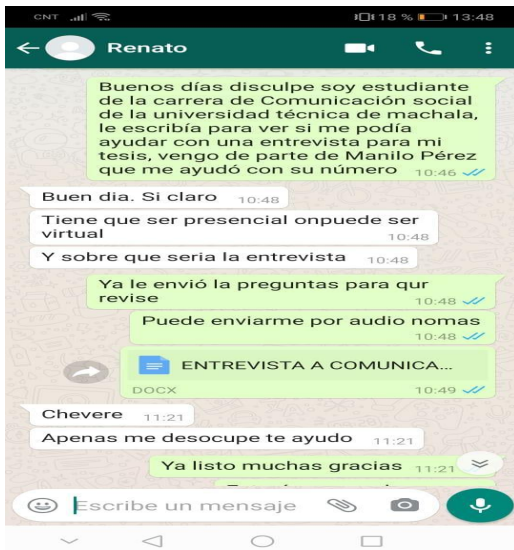 CNT 18 % 13:48
Renato
Buenos días disculpe soy estudiante
de la carrera de Comunicación social
de la universidad técnica de machala,
le escribía para ver si me podía
ayudar con una entrevista para mi
tesis, vengo de parte de Manilo Pérez
que me ayudó con su número 10:46
Buen dia. Si claro 10:48
Tiene que ser presencial onpuede ser
virtual 10:48
Y sobre que seria la entrevista 10:48
Ya le envió la preguntas para qur
revise 10:48
Puede enviarme por audio nomas
10:48
ENTREVISTA A COMUNICA...
DOCX 10:49
Chevere 11:21
Apenas me desocupe te ayudo 11:21
Ya listo muchas gracias 11:21
Escribe un mensaje